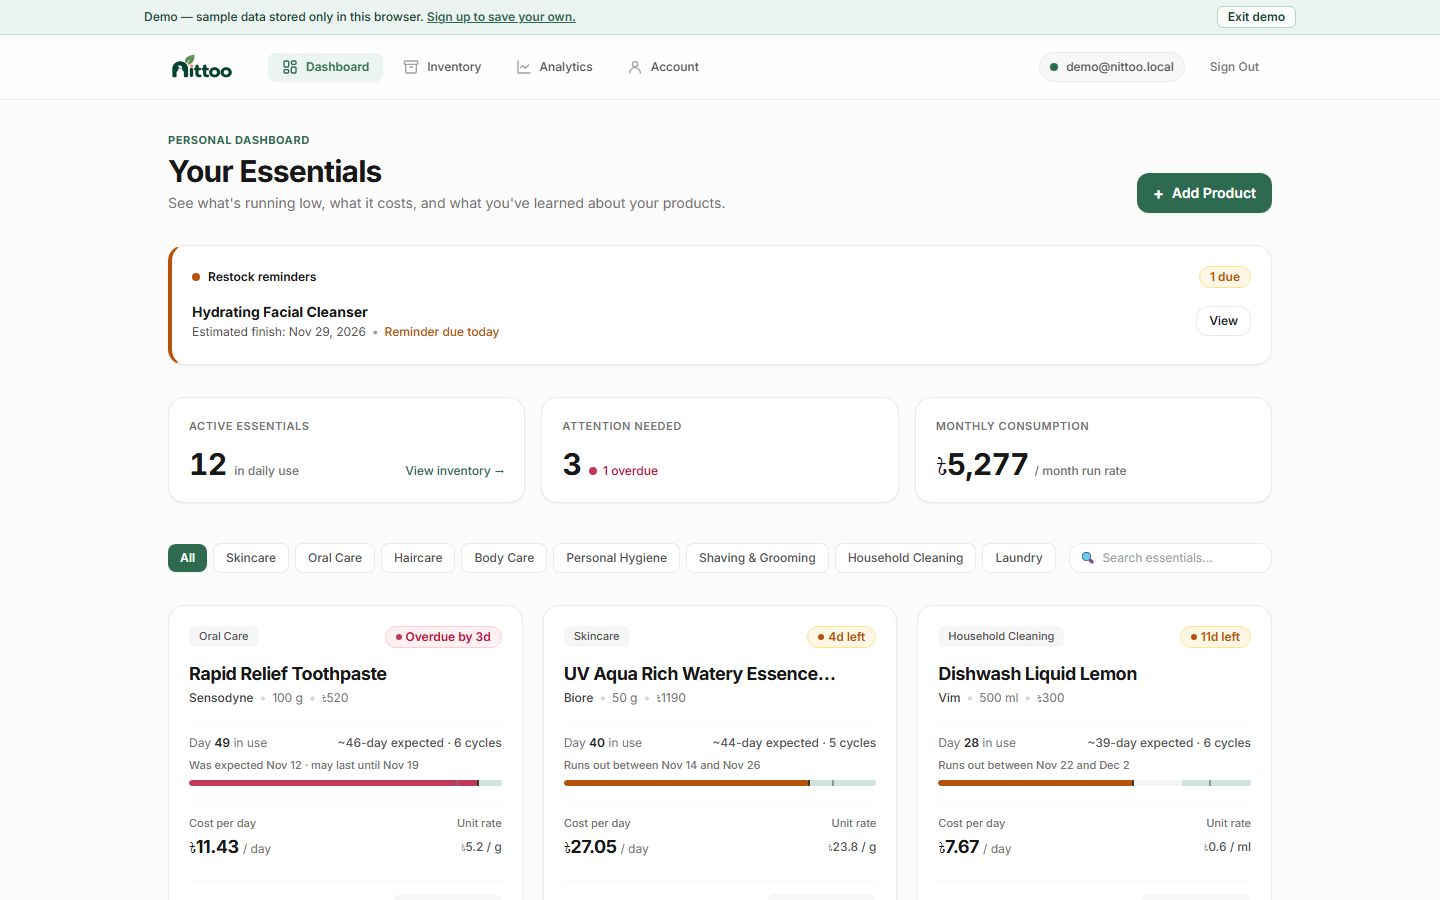 Demo — sample data stored only in this browser. Sign up to save your own.
Exit demo
Nittoo
Dashboard
Inventory
Analytics
Account
demo@nittoo.local
Sign Out
PERSONAL DASHBOARD
Your Essentials
See what's running low, what it costs, and what you've learned about your products.
+ Add Product
Restock reminders
1 due
Hydrating Facial Cleanser
Estimated finish: Nov 29, 2026 • Reminder due today
View
ACTIVE ESSENTIALS
12 in daily use
View inventory →
ATTENTION NEEDED
3 1 overdue
MONTHLY CONSUMPTION
৳5,277 / month run rate
All
Skincare
Oral Care
Haircare
Body Care
Personal Hygiene
Shaving & Grooming
Household Cleaning
Laundry
Search essentials...
Oral Care
Overdue by 3d
Rapid Relief Toothpaste
Sensodyne • 100 g • ৳520
Day 49 in use
~46-day expected · 6 cycles
Was expected Nov 12 · may last until Nov 19
Cost per day
Unit rate
৳11.43 / day
৳5.2 / g
Skincare
4d left
UV Aqua Rich Watery Essence...
Biore • 50 g • ৳1190
Day 40 in use
~44-day expected · 5 cycles
Runs out between Nov 14 and Nov 26
Cost per day
Unit rate
৳27.05 / day
৳23.8 / g
Household Cleaning
11d left
Dishwash Liquid Lemon
Vim • 500 ml • ৳300
Day 28 in use
~39-day expected · 6 cycles
Runs out between Nov 22 and Dec 2
Cost per day
Unit rate
৳7.67 / day
৳0.6 / ml